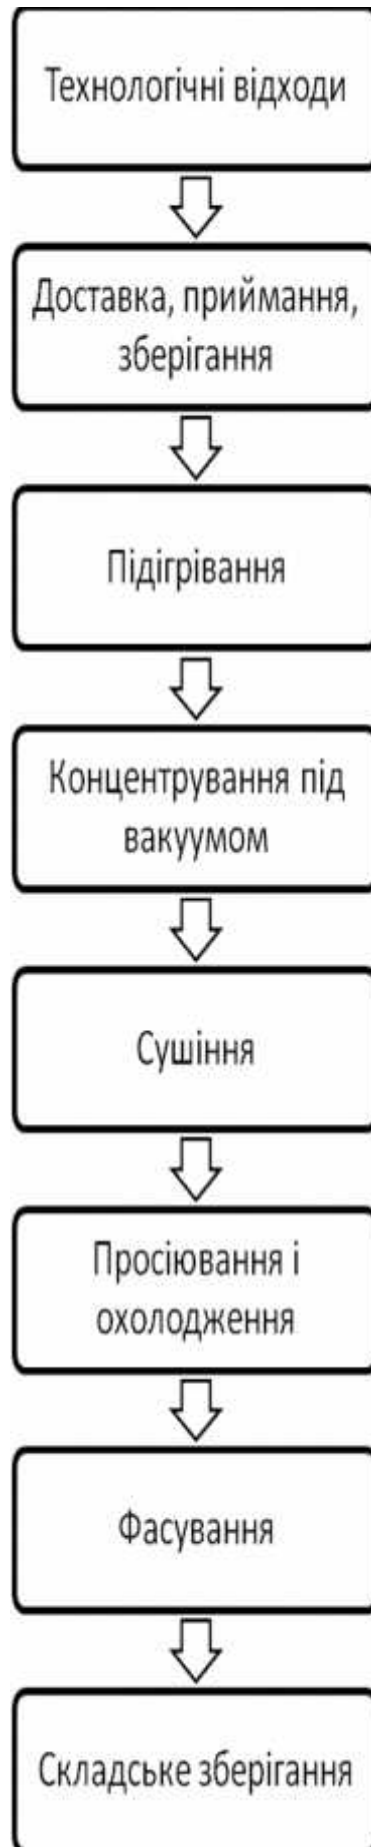 Технологічні відходи
Доставка, приймання,
зберігання
Підігрівання
Концентрування під
вакуумом
Сушіння
Просіювання і
охолодження
Фасування
Складське зберігання